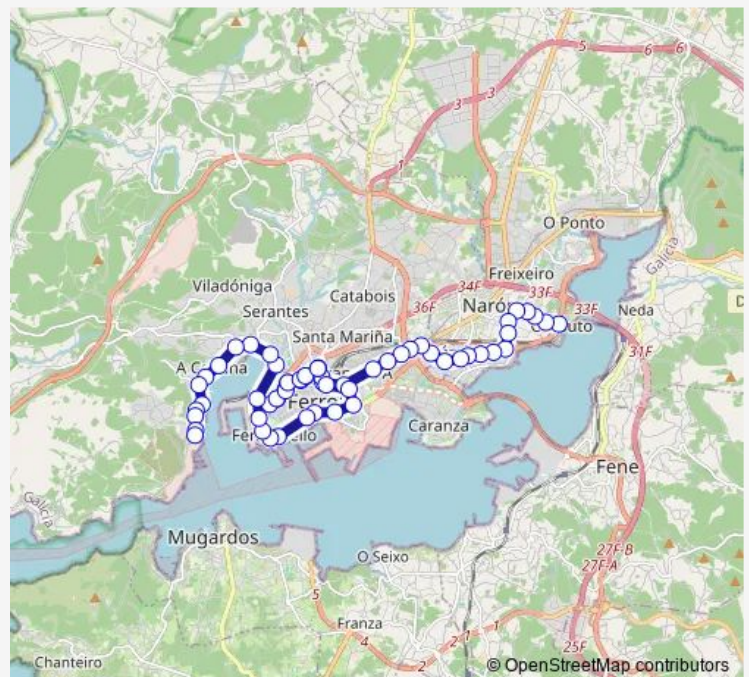 5
6
6
3
3
1
O Ponto
Galicia
Freixeiro
Viladóniga
34F
33F
Catabois
36F
Serantes
33F
Neda
D
Santa Mariña
31F
Caranza
Fene
Galicia
Mugardos
O Seixo
27F-B
27F-A
5
Franza
4
2
2
1
1
25F
Chanteiro
© OpenStreetMap contributors